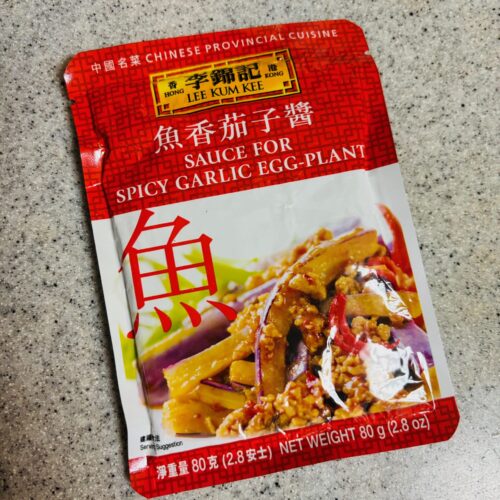 中國名菜 CHINESE PROVINCIAL CUISINE
香 李錦記 港
HONG LEE KUM KEE KONG
魚香茄子醬
SAUCE FOR
SPICY GARLIC EGG-PLANT
魚
Serving Suggestion
淨重量 80克 (2.8安士) NET WEIGHT 80 g (2.8 oz)